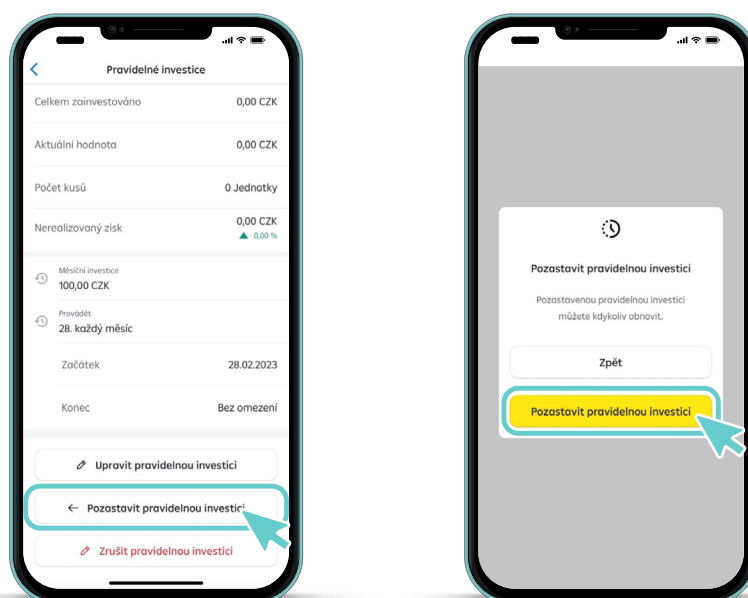 Pravidelné investice
Celkem zainvestováno 0,00 CZK
Aktuální hodnota 0,00 CZK
Počet kusů 0 Jednotky
Nerealizovaný zisk 0,00 CZK
0,00 %
Měsíční investice
100,00 CZK
Provádět
28. každý měsíc
Začátek 28.02.2023
Konec Bez omezení
Upravit pravidelnou investici
Pozastavit pravidelnou investici
Zrušit pravidelnou investici
Pozastavit pravidelnou investici
Pozastavenou pravidelnou investici
můžete kdykoliv obnovit.
Zpět
Pozastavit pravidelnou investici